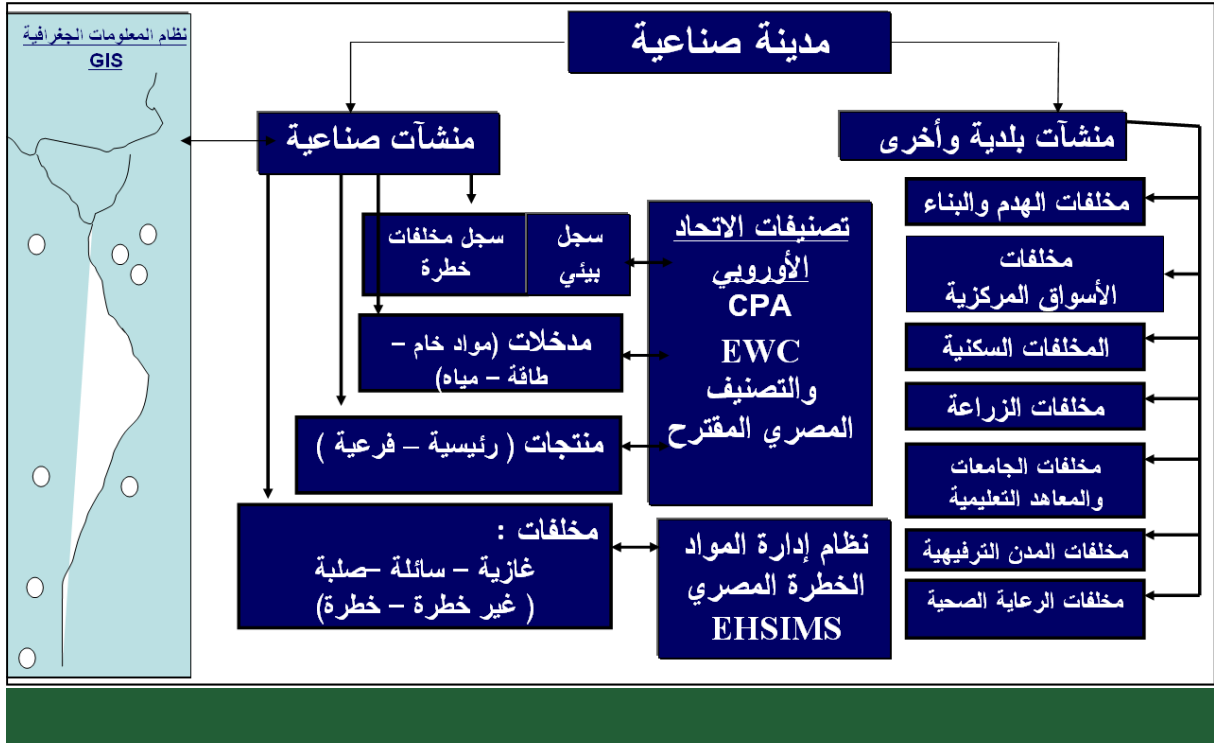 مدينة صناعية
نظام المعلومات الجغرافية
GIS
منشآت بلدية وأخرى
منشآت صناعية
مخلفات الهدم والبناء
مخلفات
الأسواق المركزية
المخلفات السكنية
مخلفات الزراعة
مخلفات الجامعات
والمعاهد التعليمية
مخلفات المدن الترفيهية
مخلفات الرعاية الصحية
تصنيفات الاتحاد
الأوروبي
CPA
EWC
والتصنيف
المصري المقترح
نظام إدارة المواد
الخطرة المصري
EHSIMS
سجل
بيئي
سجل مخلفات
خطرة
مدخلات (مواد خام –
طاقة – مياه)
منتجات ( رئيسية – فرعية )
مخلفات :
غازية – سائلة –صلبة
( غير خطرة – خطرة)